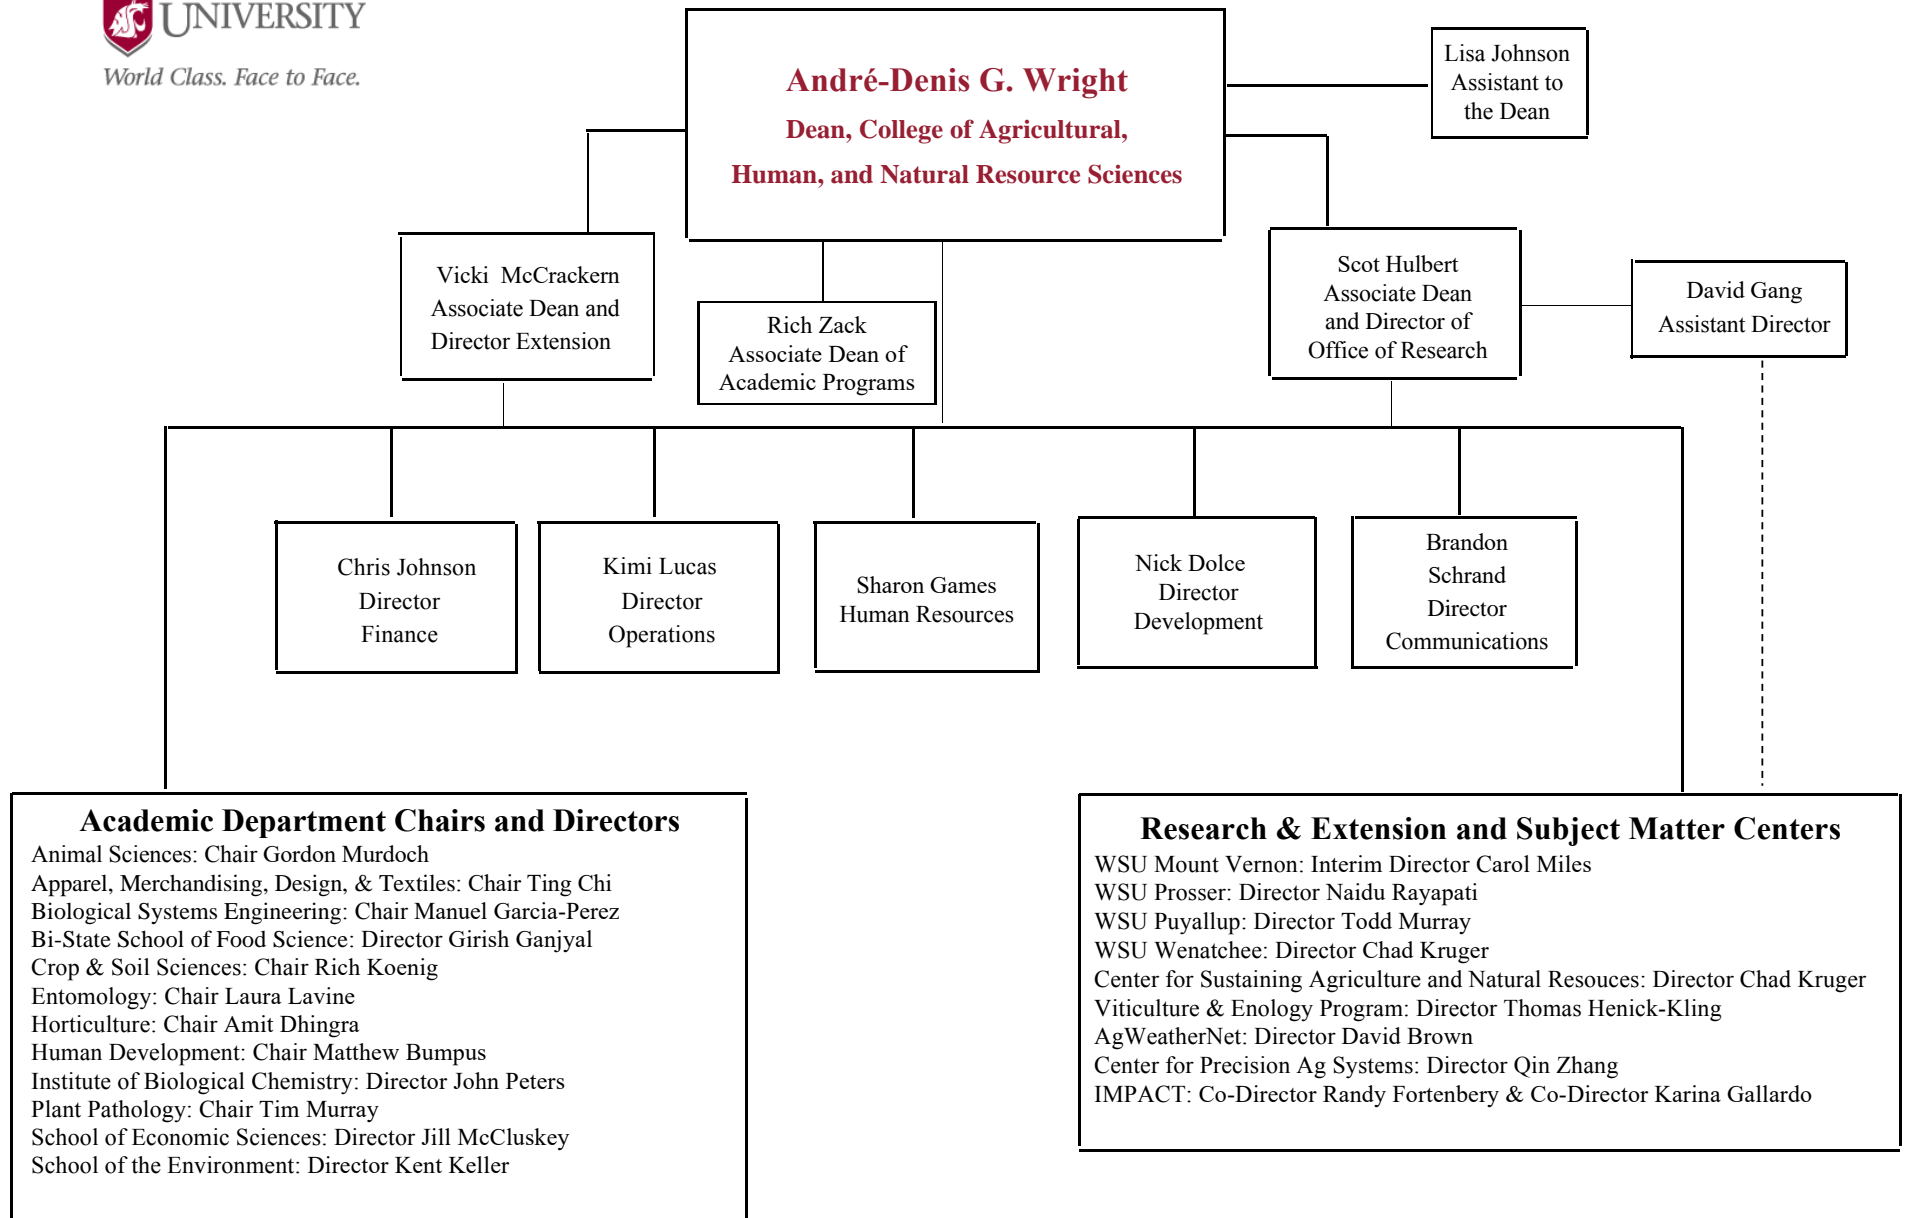 UNIVERSITY
World Class. Face to Face.
André-Denis G. Wright
Dean, College of Agricultural,
Human, and Natural Resource Sciences
Lisa Johnson
Assistant to
the Dean
Vicki McCrackern
Associate Dean and
Director Extension
Rich Zack
Associate Dean of
Academic Programs
Scot Hulbert
Associate Dean
and Director of
Office of Research
David Gang
Assistant Director
Chris Johnson
Director
Finance
Kimi Lucas
Director
Operations
Sharon Games
Human Resources
Nick Dolce
Director
Development
Brandon
Schrand
Director
Communications
Academic Department Chairs and Directors
Animal Sciences: Chair Gordon Murdoch
Apparel, Merchandising, Design, & Textiles: Chair Ting Chi
Biological Systems Engineering: Chair Manuel Garcia-Perez
Bi-State School of Food Science: Director Girish Ganjyal
Crop & Soil Sciences: Chair Rich Koenig
Entomology: Chair Laura Lavine
Horticulture: Chair Amit Dhingra
Human Development: Chair Matthew Bumpus
Institute of Biological Chemistry: Director John Peters
Plant Pathology: Chair Tim Murray
School of Economic Sciences: Director Jill McCluskey
School of the Environment: Director Kent Keller
Research & Extension and Subject Matter Centers
WSU Mount Vernon: Interim Director Carol Miles
WSU Prosser: Director Naidu Rayapati
WSU Puyallup: Director Todd Murray
WSU Wenatchee: Director Chad Kruger
Center for Sustaining Agriculture and Natural Resouces: Director Chad Kruger
Viticulture & Enology Program: Director Thomas Henick-Kling
AgWeatherNet: Director David Brown
Center for Precision Ag Systems: Director Qin Zhang
IMPACT: Co-Director Randy Fortenbery & Co-Director Karina Gallardo